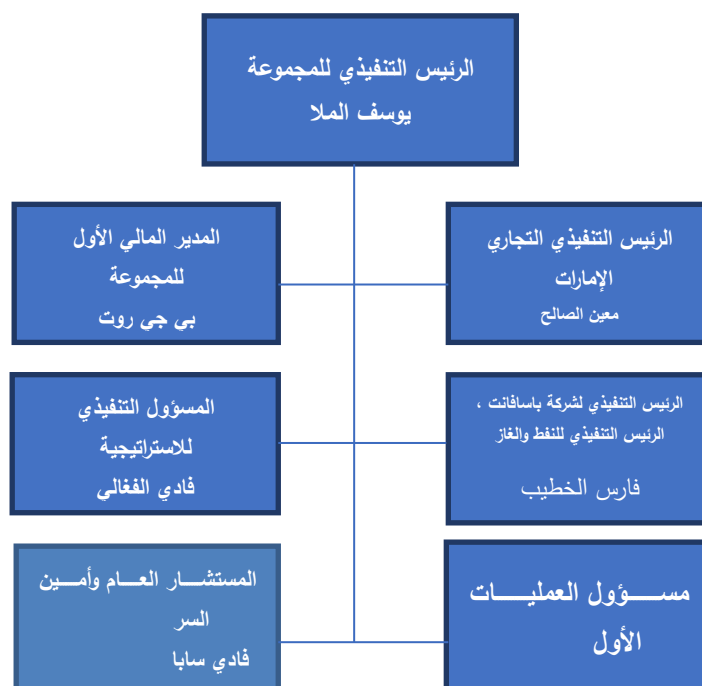 الرئيس التنفيذي للمجموعة
يوسف الملا
الرئيس التنفيذي التجاري
الإمارات
معين الصالح
المدير المالي الأول
للمجموعة
بي جي روت
الرئيس التنفيذي لشركة باسافانت ،
الرئيس التنفيذي للنفط والغاز
فارس الخطيب
المسؤول التنفيذي
للاستراتيجية
فادي الفغالي
مســـــؤول العمليـــــات
الأول
المستشـــار العـــام وأمـــين
السر
فادي سابا